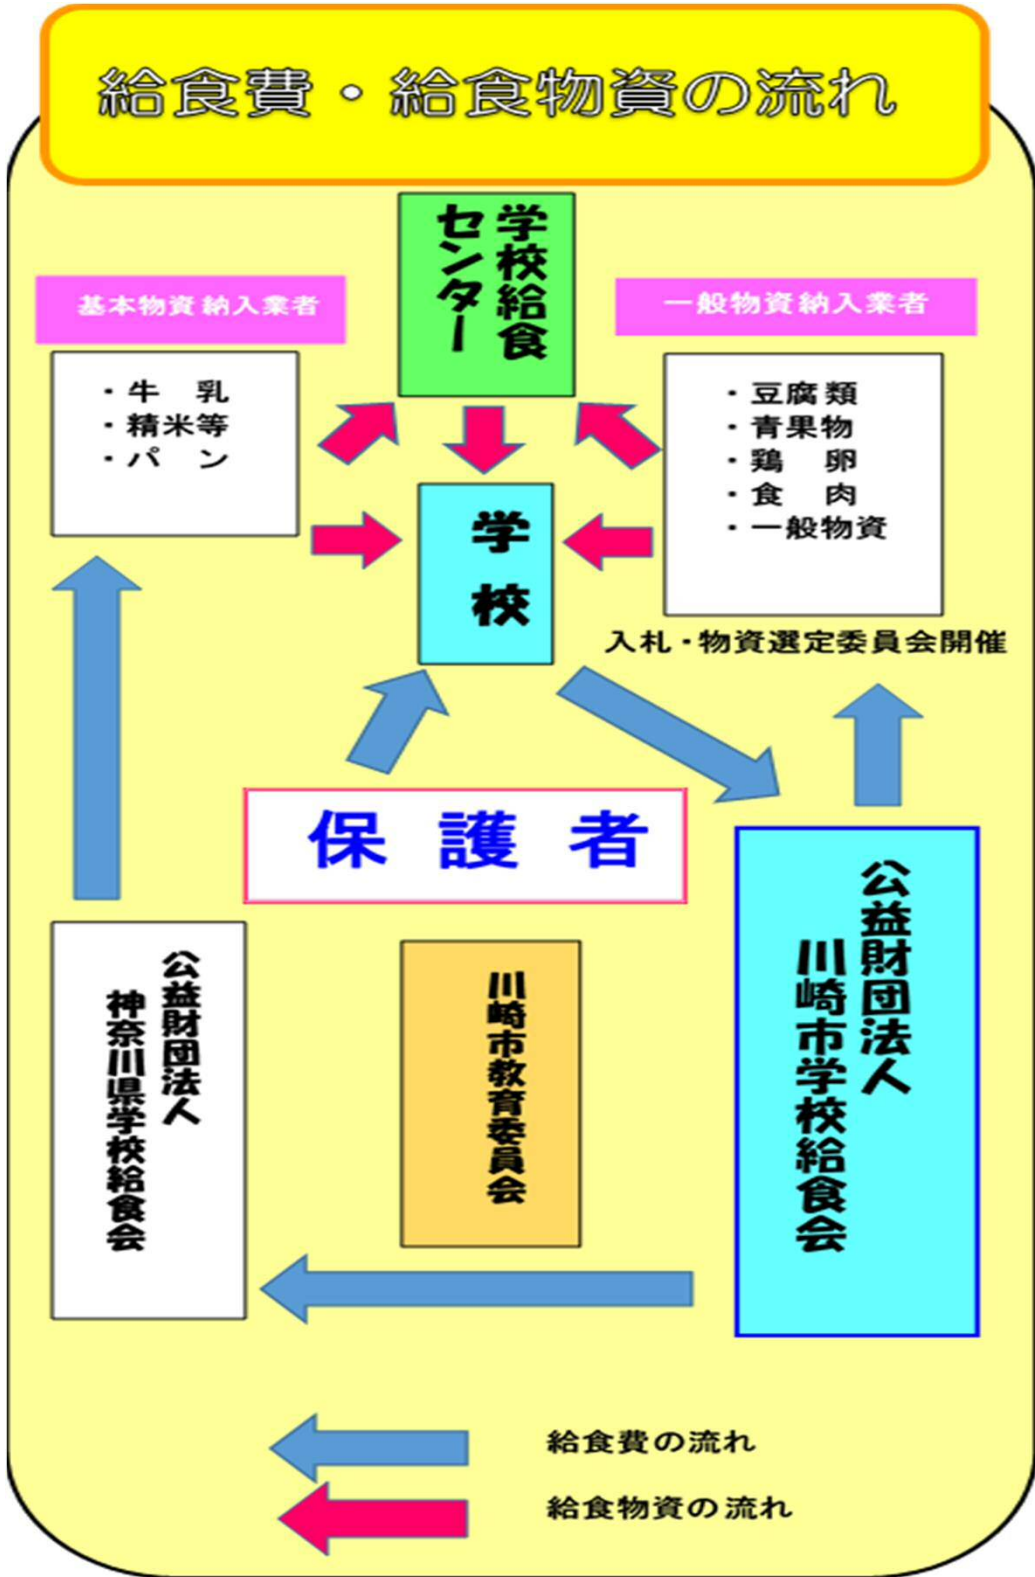 給食費・給食物資の流れ
学校給食
センター
基本物資納入業者
・牛　乳
・精米等
・パ　ン
一般物資納入業者
・豆腐類
・青果物
・鶏　卵
・食　肉
・一般物資
学校
入札・物資選定委員会開催
保護者
公益財団法人
川崎市学校給食会
川崎市教育委員会
公益財団法人
神奈川県学校給食会
給食費の流れ
給食物資の流れ